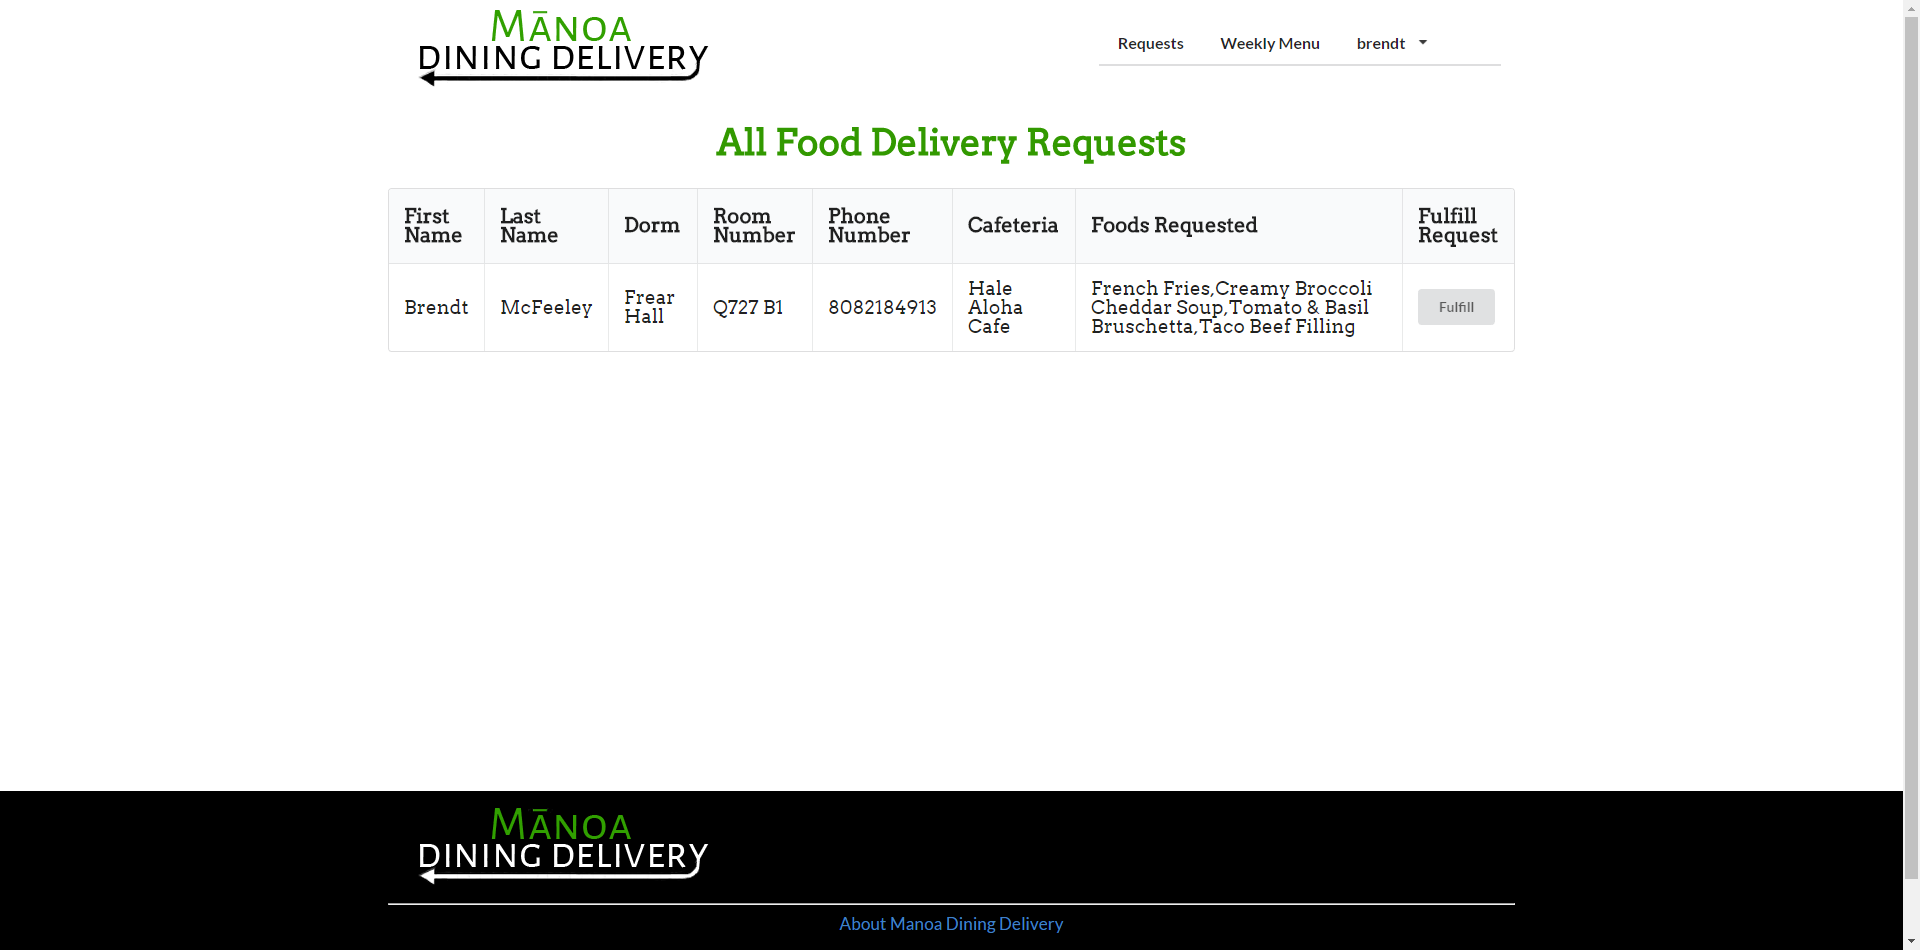 MĀNOA
DINING DELIVERY
Requests Weekly Menu brendt
All Food Delivery Requests
First Name Last Name Dorm Room Number Phone Number Cafeteria Foods Requested Fulfill Request
Brendt McFeeley Frear Hall Q727 B1 8082184913 Hale Aloha Cafe French Fries,Creamy Broccoli Cheddar Soup,Tomato & Basil Bruschetta,Taco Beef Filling Fulfill
MĀNOA
DINING DELIVERY
About Manoa Dining Delivery